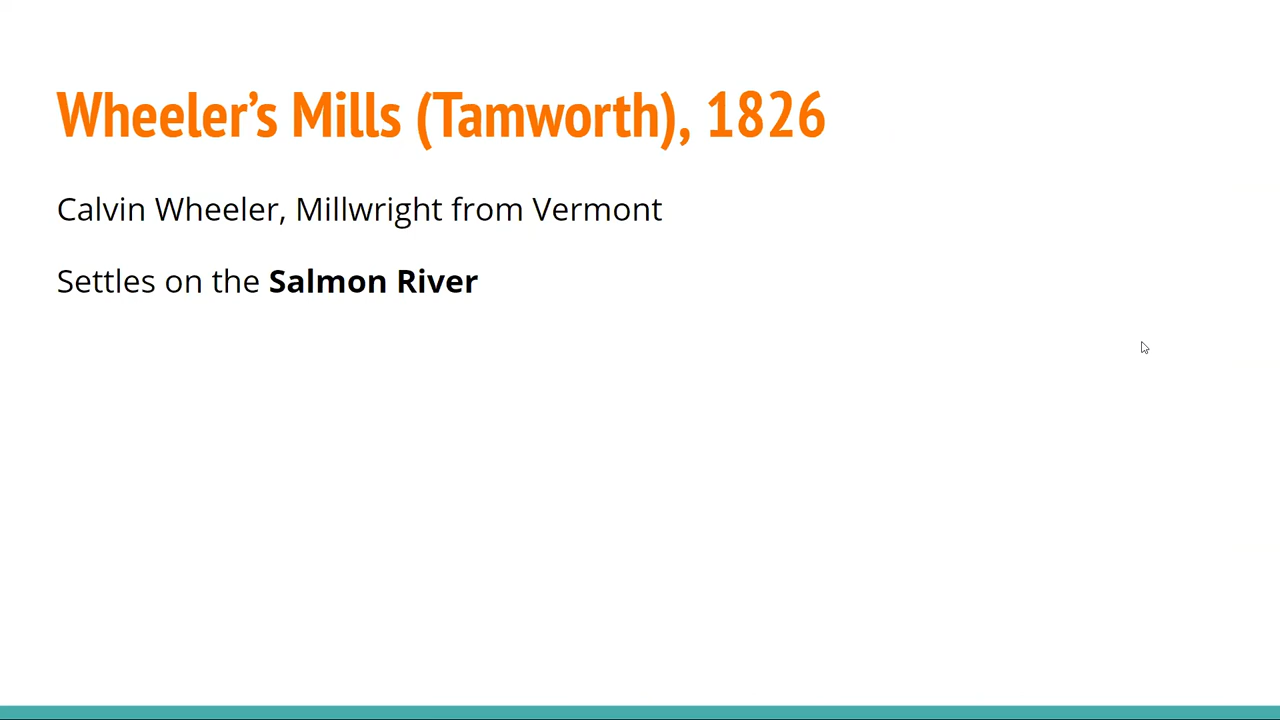 Wheeler’s Mills (Tamworth), 1826
Calvin Wheeler, Millwright from Vermont
Settles on the Salmon River